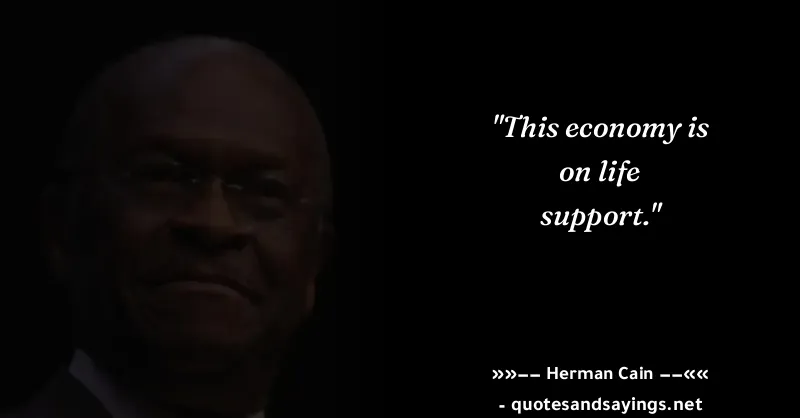 "This economy is
on life
support."
»»−− Herman Cain −−««
- quotesandsayings.net